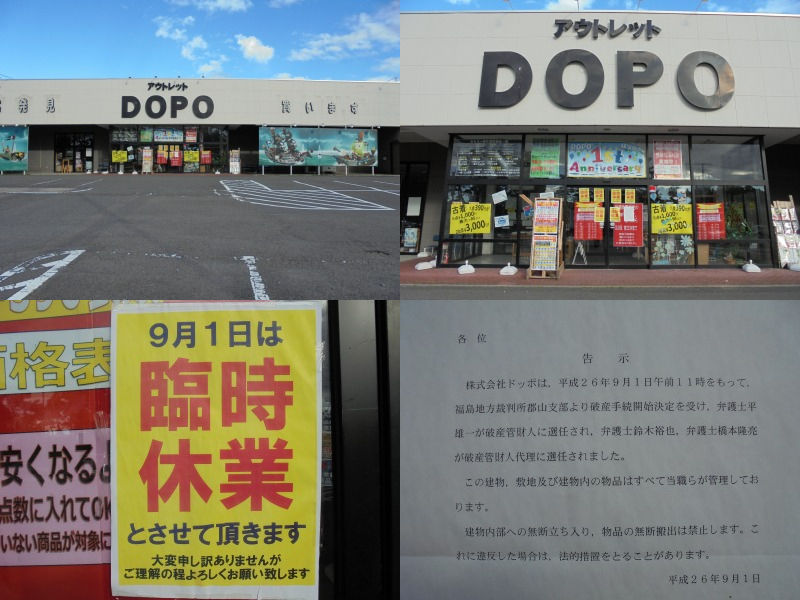 アウトレット
DOPO
発見
買います
アウトレット
DOPO
DOPO
1st
Anniversary
古着
3,000円
古着
3,000円
9月1日は
臨時
休業
とさせて頂きます
大変申し訳ありませんが
ご理解の程よろしくお願い致します
価格表
安くなる
点数に入れてOK
いない商品が対象に
各 位
告 示
株式会社ドッポは、平成26年9月1日午前11時をもって、
福島地方裁判所郡山支部より破産手続開始決定を受け、弁護士平
雄一が破産管財人に選任され、弁護士鈴木裕也，弁護士橋本隆亮
が破産管財人代理に選任されました。
この建物，敷地及び建物内の物品はすべて当職らが管理してお
ります。
建物内部への無断立ち入り，物品の無断搬出は禁止します。こ
れに違反した場合は、法的措置をとることがあります。
平成26年9月1日